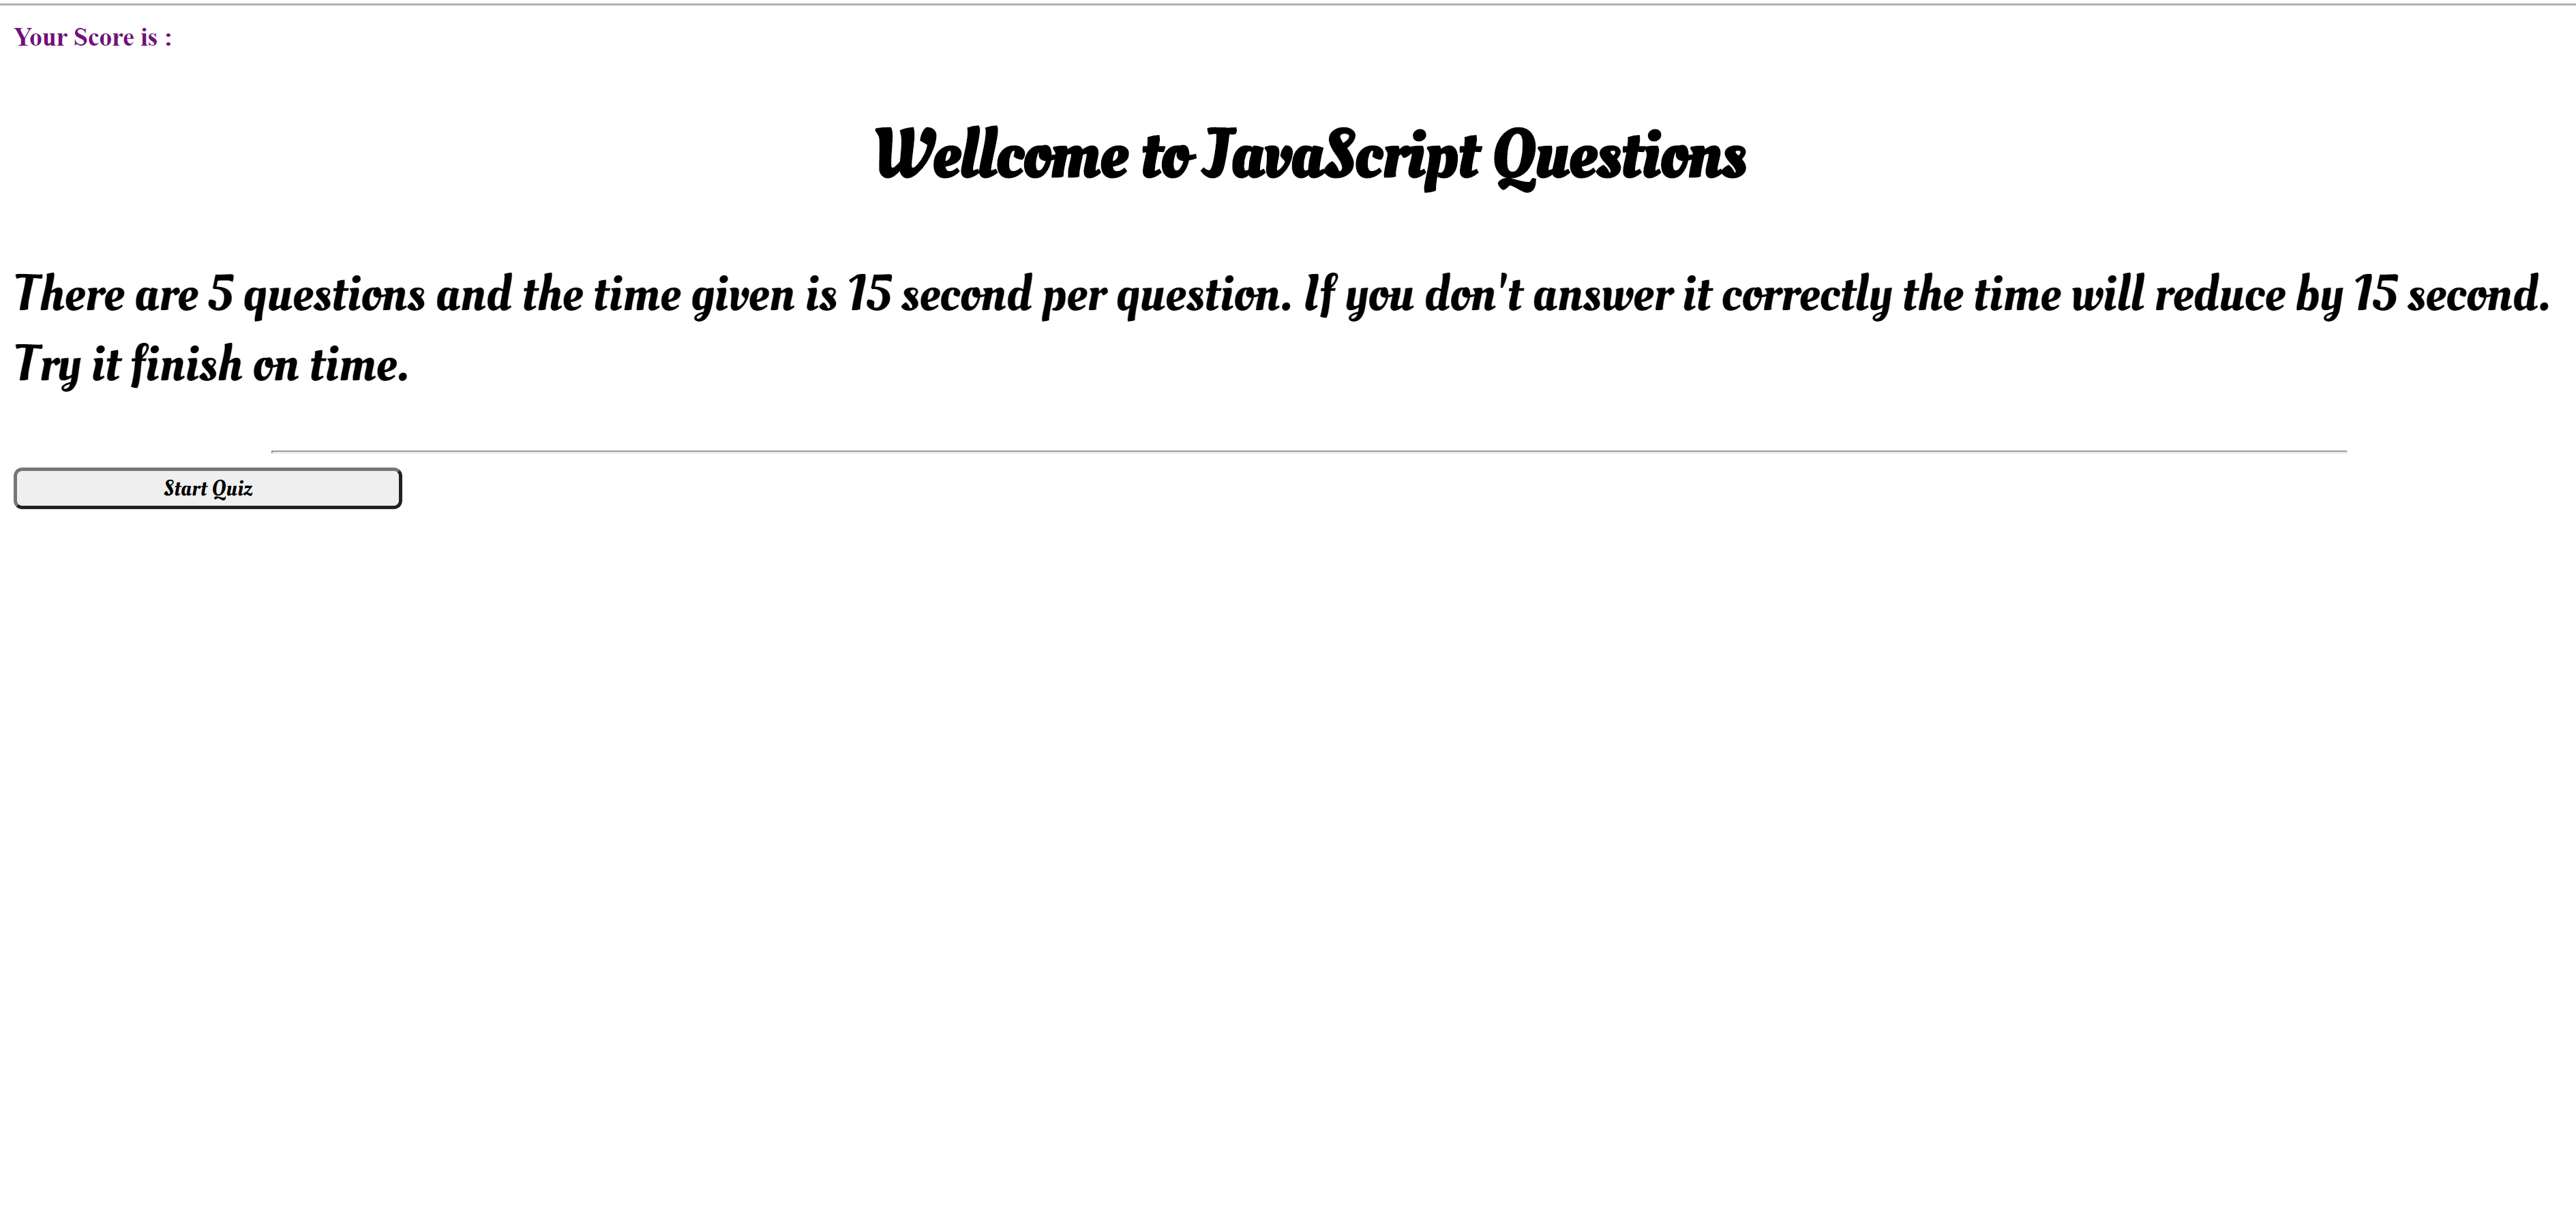 Your Score is :
Wellcome to JavaScript Questions
There are 5 questions and the time given is 15 second per question. If you don't answer it correctly the time will reduce by 15 second.
Try it finish on time.
Start Quiz